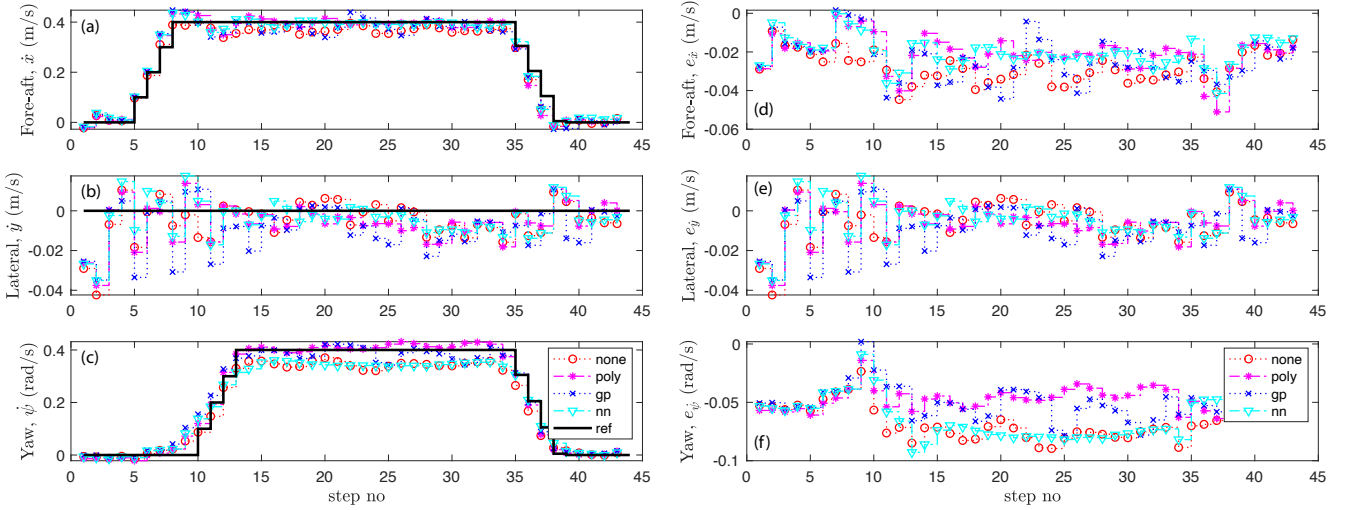 Fore-aft, ẋ (m/s)
(a)
0.4
0.2
0
0 5 10 15 20 25 30 35 40 45
Fore-aft, e_ẋ (m/s)
(d)
0
-0.02
-0.04
-0.06
0 5 10 15 20 25 30 35 40 45
Lateral, ẏ (m/s)
(b)
0
-0.02
-0.04
0 5 10 15 20 25 30 35 40 45
Lateral, e_ẏ (m/s)
(e)
0
-0.02
-0.04
0 5 10 15 20 25 30 35 40 45
Yaw, ψ̇ (rad/s)
(c)
0.4
0.2
0
none
poly
gp
nn
ref
0 5 10 15 20 25 30 35 40 45
step no
Yaw, e_ψ̇ (rad/s)
(f)
0
-0.05
-0.1
none
poly
gp
nn
0 5 10 15 20 25 30 35 40 45
step no